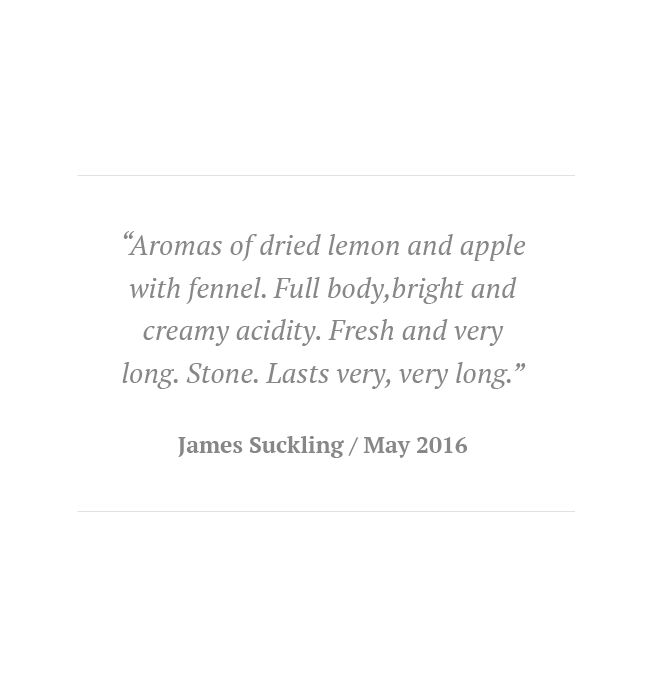 “Aromas of dried lemon and apple
with fennel. Full body,bright and
creamy acidity. Fresh and very
long. Stone. Lasts very, very long.”
James Suckling / May 2016